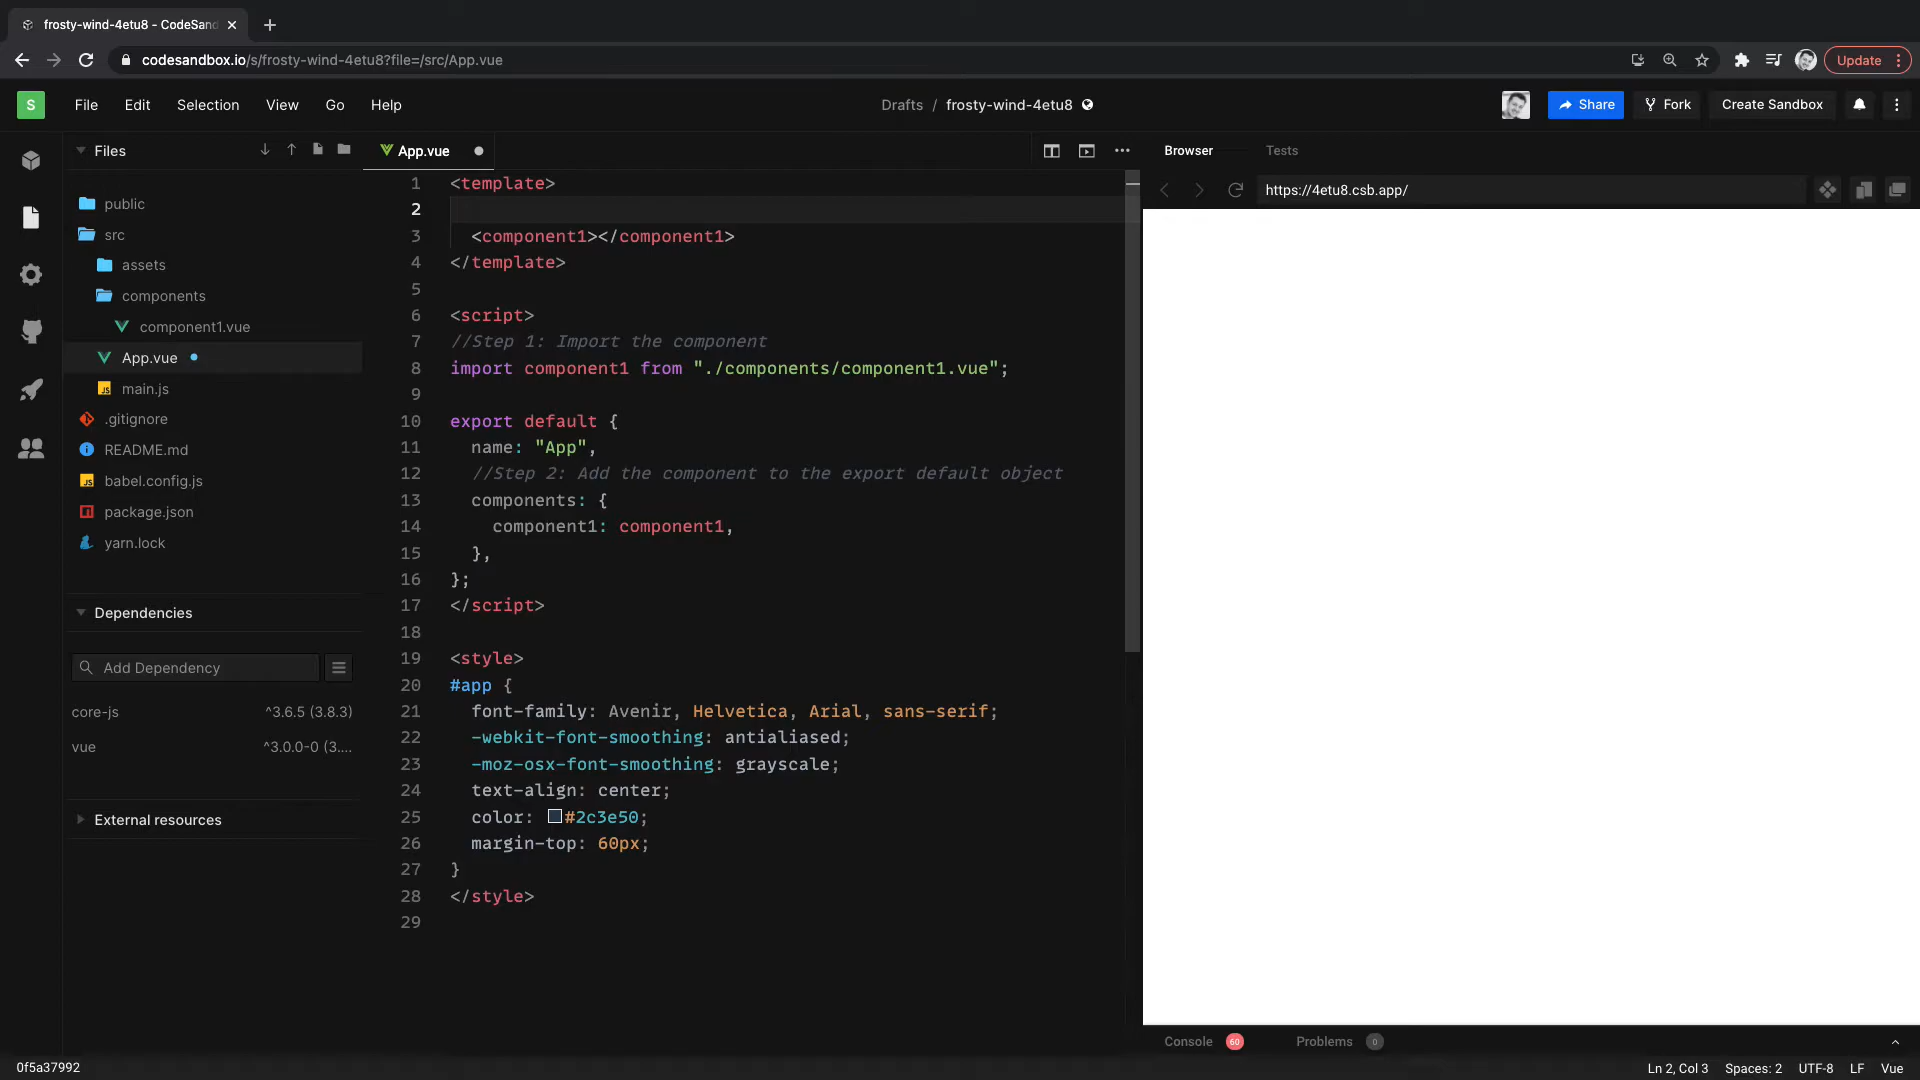 frosty-wind-4etu8 - CodeSand
codesandbox.io/s/frosty-wind-4etu8?file=/src/App.vue
Update
S
File
Edit
Selection
View
Go
Help
Drafts / frosty-wind-4etu8
Share
Fork
Create Sandbox
Files
public
src
assets
components
component1.vue
App.vue
main.js
.gitignore
README.md
babel.config.js
package.json
yarn.lock
Dependencies
Add Dependency
core-js ^3.6.5 (3.8.3)
vue ^3.0.0-0 (3....
External resources
App.vue
1 <template>
2
3 <component1></component1>
4 </template>
5
6 <script>
7 //Step 1: Import the component
8 import component1 from "./components/component1.vue";
9
10 export default {
11 name: "App",
12 //Step 2: Add the component to the export default object
13 components: {
14 component1: component1,
15 },
16 };
17 </script>
18
19 <style>
20 #app {
21 font-family: Avenir, Helvetica, Arial, sans-serif;
22 -webkit-font-smoothing: antialiased;
23 -moz-osx-font-smoothing: grayscale;
24 text-align: center;
25 color: #2c3e50;
26 margin-top: 60px;
27 }
28 </style>
29
Browser
Tests
https://4etu8.csb.app/
Console 60
Problems 0
0f5a37992
Ln 2, Col 3
Spaces: 2
UTF-8
LF
Vue